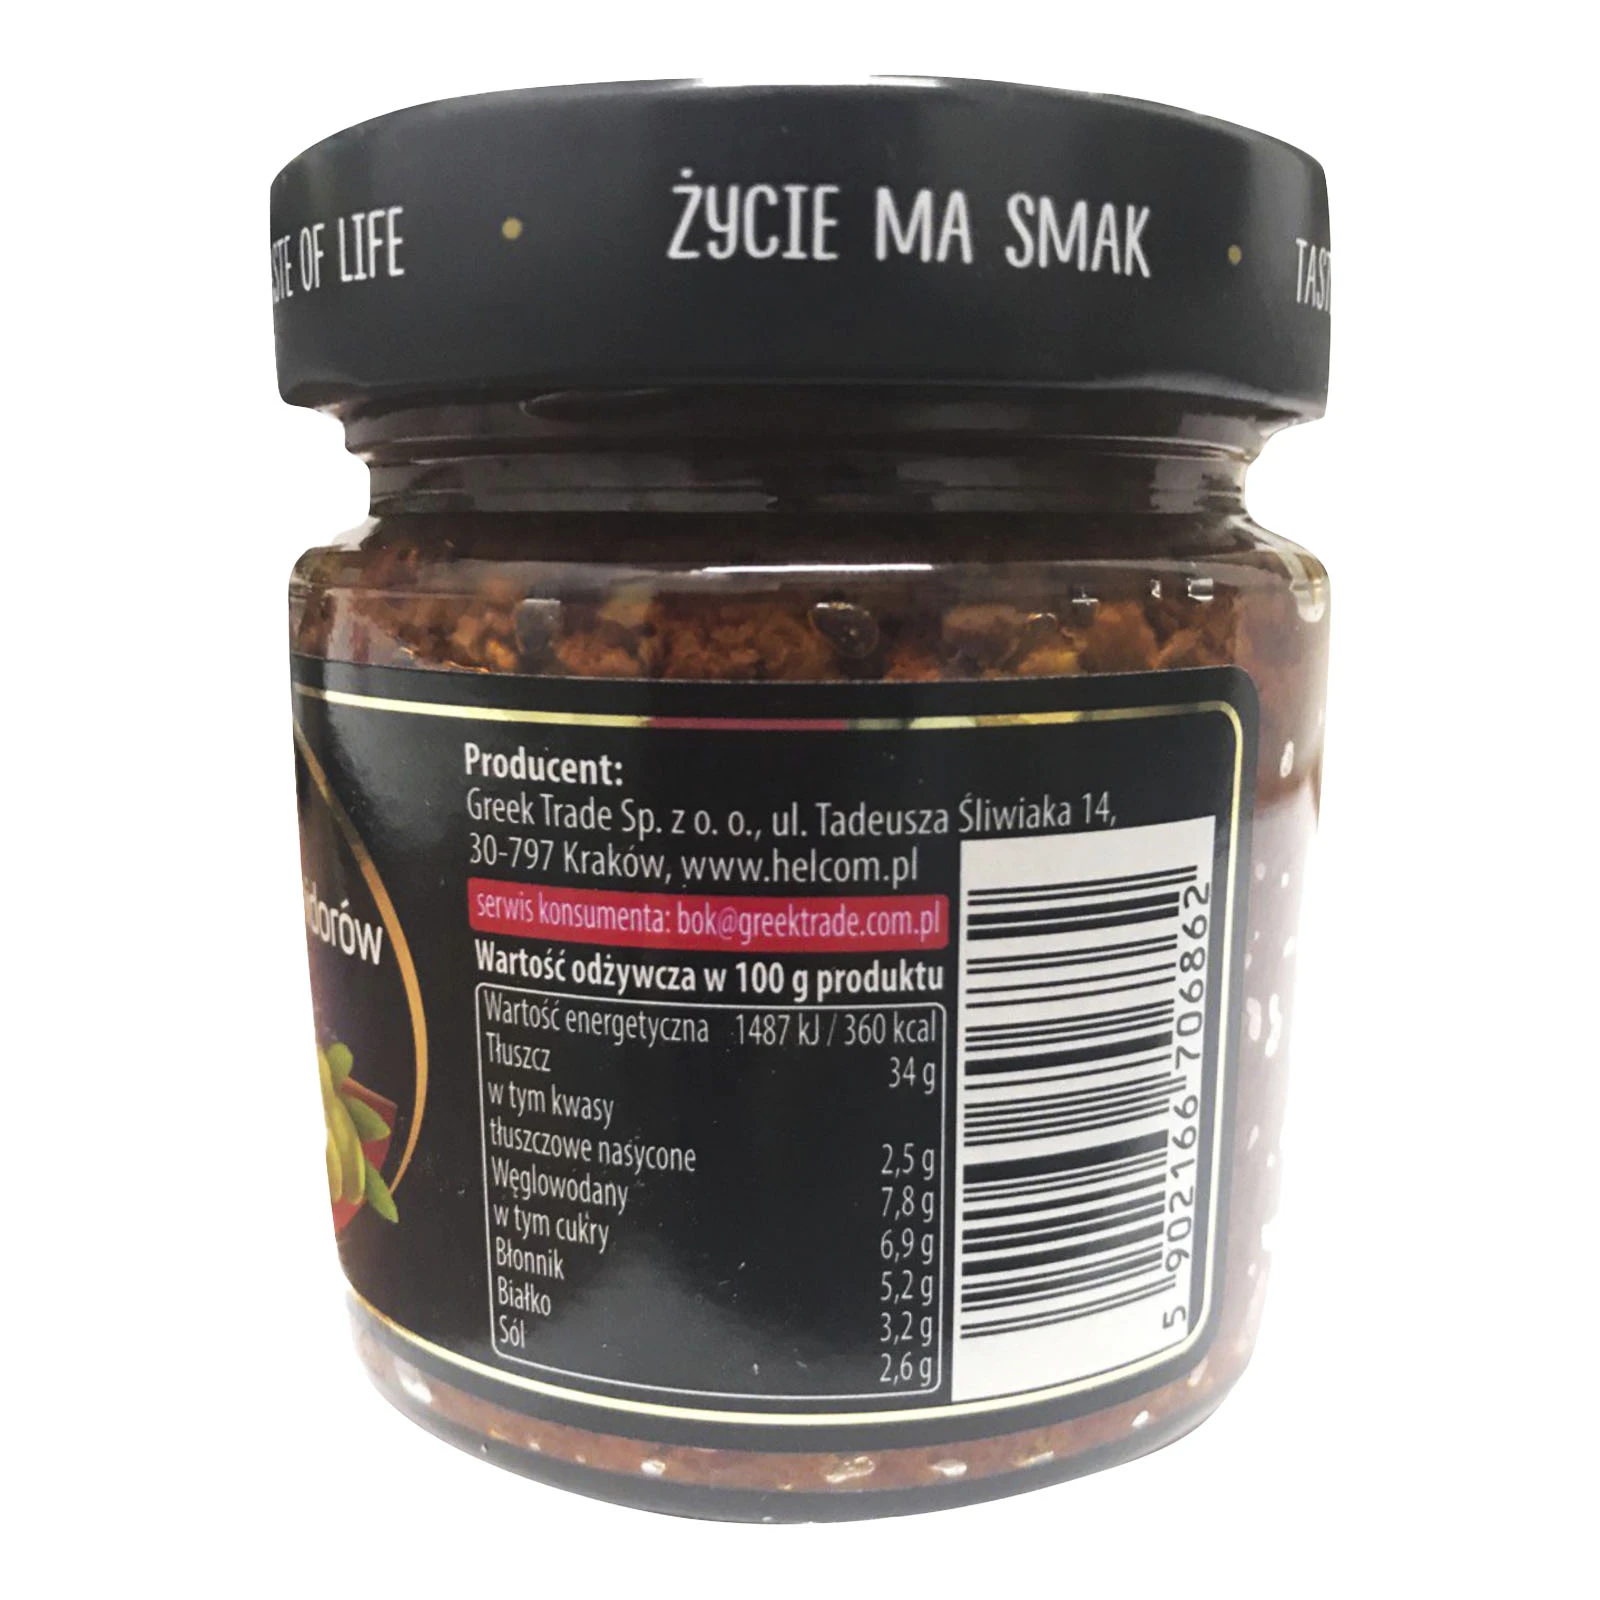 OF LIFE • ŻYCIE MA SMAK •
Producent:
Greek Trade Sp. z o. o., ul. Tadeusza Śliwiaka 14,
30-797 Kraków, www.helcom.pl
serwis konsumenta: bok@greektrade.com.pl
Wartość odżywcza w 100 g produktu
Wartość energetyczna 1487 kJ / 360 kcal
Tłuszcz 34 g
w tym kwasy
tłuszczowe nasycone 2,5 g
Węglowodany 7,8 g
w tym cukry 6,9 g
Błonnik 5,2 g
Białko 3,2 g
Sól 2,6 g
5 902166 706862